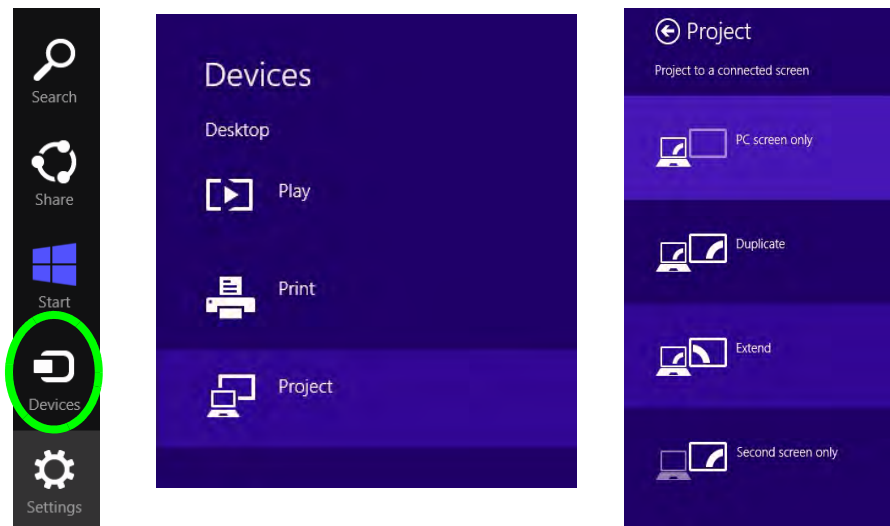 Search
Share
Start
Devices
Settings
Devices
Desktop
Play
Print
Project
Project
Project to a connected screen
PC screen only
Duplicate
Extend
Second screen only